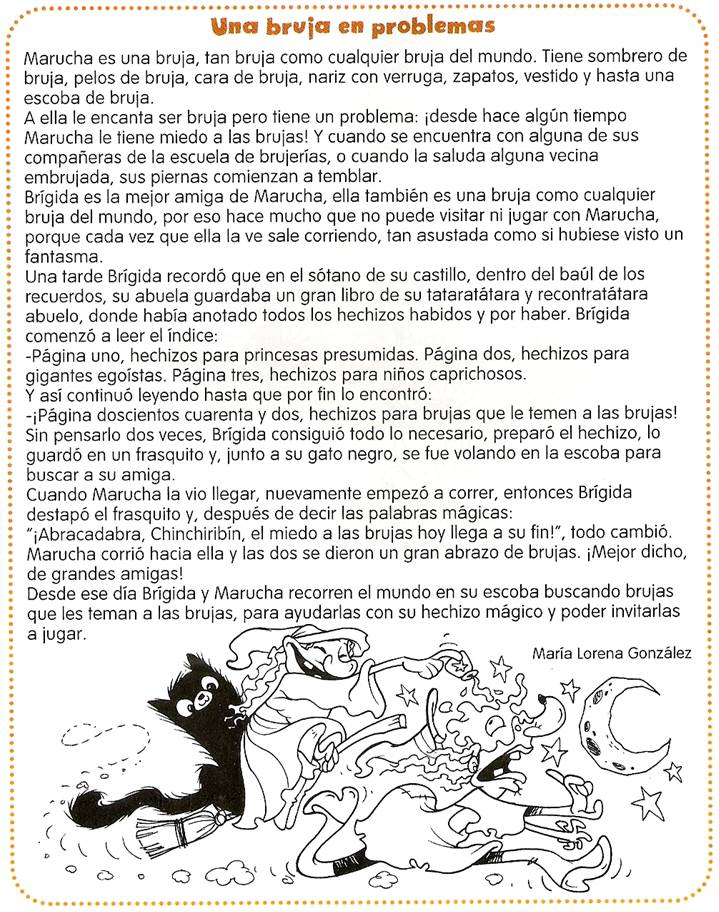 Una bruja en problemas
Marucha es una bruja, tan bruja como cualquier bruja del mundo. Tiene sombrero de
bruja, pelos de bruja, cara de bruja, nariz con verruga, zapatos, vestido y hasta una
escoba de bruja.
A ella le encanta ser bruja pero tiene un problema: ¡desde hace algún tiempo
Marucha le tiene miedo a las brujas! Y cuando se encuentra con alguna de sus
compañeras de la escuela de brujerías, o cuando la saluda alguna vecina
embrujada, sus piernas comienzan a temblar.
Brígida es la mejor amiga de Marucha, ella también es una bruja como cualquier
bruja del mundo, por eso hace mucho que no puede visitar ni jugar con Marucha,
porque cada vez que ella la ve sale corriendo, tan asustada como si hubiese visto un
fantasma.
Una tarde Brígida recordó que en el sótano de su castillo, dentro del baúl de los
recuerdos, su abuela guardaba un gran libro de su tataratátara y recontratátara
abuelo, donde había anotado todos los hechizos habidos y por haber. Brígida
comenzó a leer el índice:
-Página uno, hechizos para princesas presumidas. Página dos, hechizos para
gigantes egoístas. Página tres, hechizos para niños caprichosos.
Y así continuó leyendo hasta que por fin lo encontró:
-¡Página doscientos cuarenta y dos, hechizos para brujas que le temen a las brujas!
Sin pensarlo dos veces, Brígida consiguió todo lo necesario, preparó el hechizo, lo
guardó en un frasquito y, junto a su gato negro, se fue volando en la escoba para
buscar a su amiga.
Cuando Marucha la vio llegar, nuevamente empezó a correr, entonces Brígida
destapó el frasquito y, después de decir las palabras mágicas:
"¡Abracadabra, Chinchiribín, el miedo a las brujas hoy llega a su fin!", todo cambió.
Marucha corrió hacia ella y las dos se dieron un gran abrazo de brujas. ¡Mejor dicho,
de grandes amigas!
Desde ese día Brígida y Marucha recorren el mundo en su escoba buscando brujas
que les teman a las brujas, para ayudarlas con su hechizo mágico y poder invitarlas
a jugar.
María Lorena González